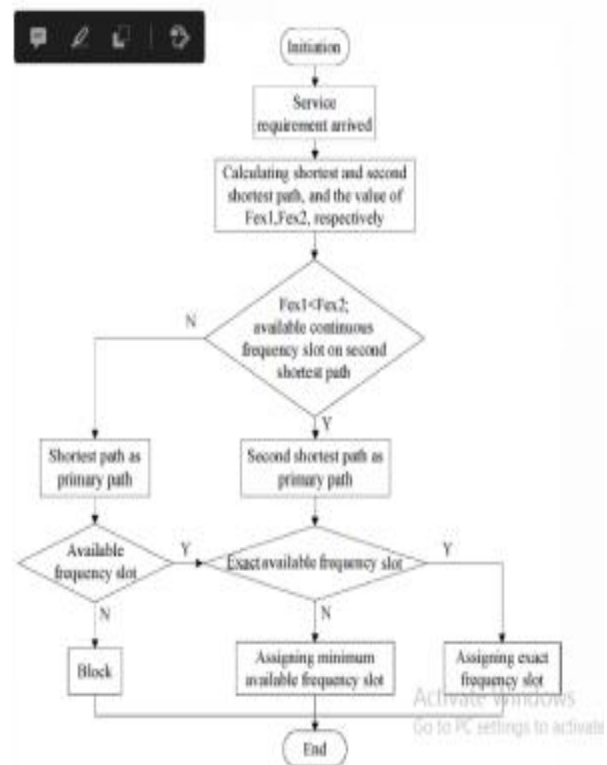 Initiation
Service
requirement arrived
Calculating shortest and second
shortest path, and the value of
Fex1,Fex2, respectively
Fex1<Fex2;
available continuous
frequency slot on second
shortest path
N
Y
Shortest path as
primary path
Second shortest path as
primary path
Available
frequency slot
Y
Exact available frequency slot
Y
N
N
Block
Assigning minimum
available frequency slot
Assigning exact
frequency slot
Activate Windows
Go to PC settings to activate
End